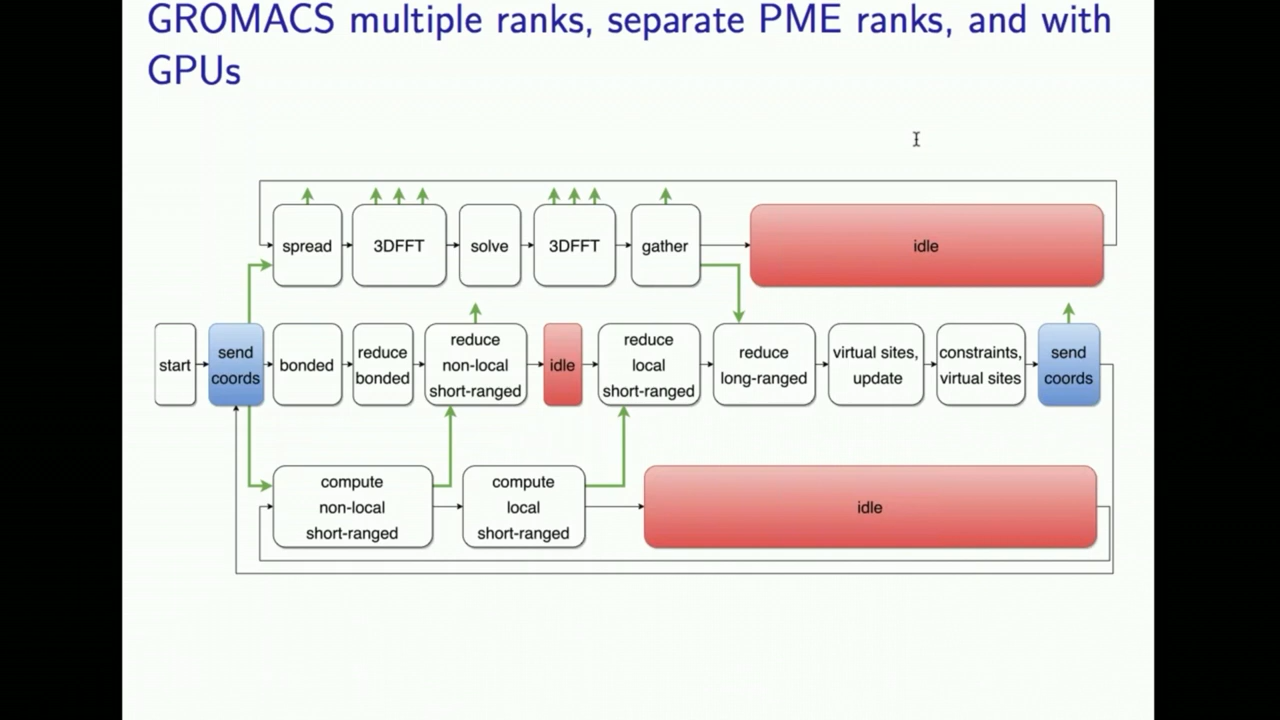 GROMACS multiple ranks, separate PME ranks, and with
GPUs
spread
3DFFT
solve
3DFFT
gather
idle
start
send
coords
bonded
reduce
bonded
reduce
non-local
short-ranged
idle
reduce
local
short-ranged
reduce
long-ranged
virtual sites,
update
constraints,
virtual sites
send
coords
compute
non-local
short-ranged
compute
local
short-ranged
idle